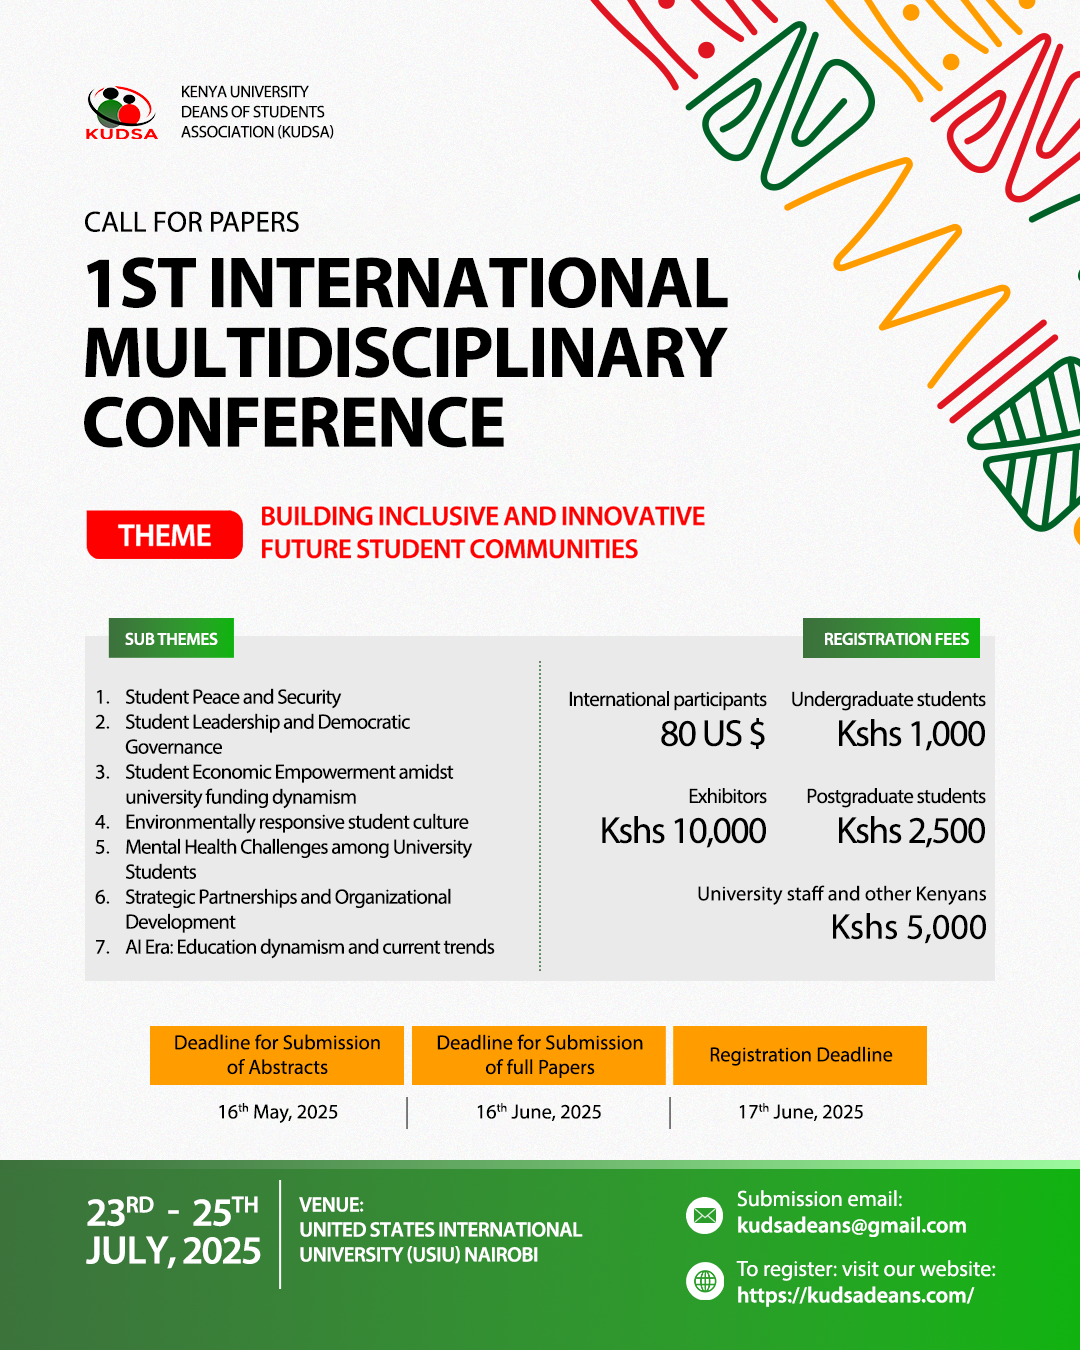 KUDSA
KENYA UNIVERSITY
DEANS OF STUDENTS
ASSOCIATION (KUDSA)
CALL FOR PAPERS
1ST INTERNATIONAL
MULTIDISCIPLINARY
CONFERENCE
THEME
BUILDING INCLUSIVE AND INNOVATIVE
FUTURE STUDENT COMMUNITIES
SUB THEMES
1. Student Peace and Security
2. Student Leadership and Democratic
Governance
3. Student Economic Empowerment amidst
university funding dynamism
4. Environmentally responsive student culture
5. Mental Health Challenges among University
Students
6. Strategic Partnerships and Organizational
Development
7. AI Era: Education dynamism and current trends
REGISTRATION FEES
International participants
80 US $
Undergraduate students
Kshs 1,000
Exhibitors
Kshs 10,000
Postgraduate students
Kshs 2,500
University staff and other Kenyans
Kshs 5,000
Deadline for Submission
of Abstracts
16th May, 2025
Deadline for Submission
of full Papers
16th June, 2025
Registration Deadline
17th June, 2025
23RD - 25TH
JULY, 2025
VENUE:
UNITED STATES INTERNATIONAL
UNIVERSITY (USIU) NAIROBI
Submission email:
kudsadeans@gmail.com
To register: visit our website:
https://kudsadeans.com/